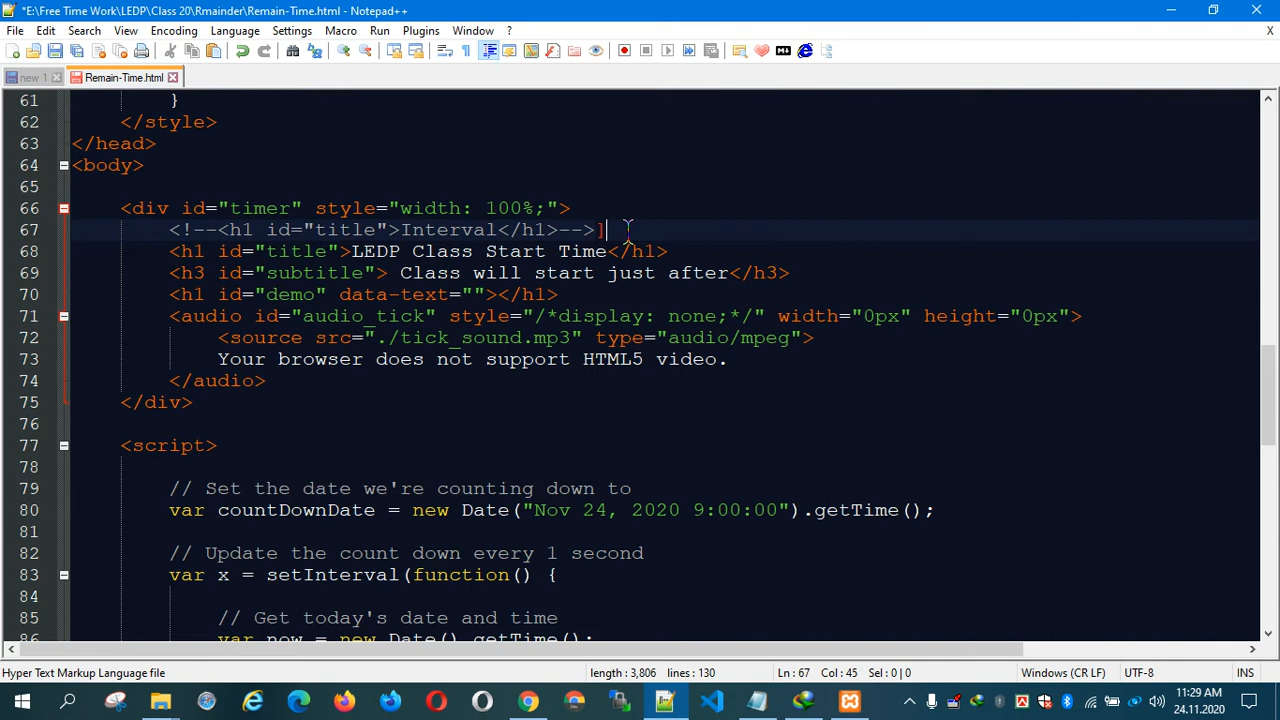 *E:\Free Time Work\LEDP\Class 20\Rmainder\Remain-Time.html - Notepad++
File Edit Search View Encoding Language Settings Tools Macro Run Plugins Window ? X
new 1 Remain-Time.html
61 }
62 </style>
63 </head>
64 <body>
65
66 <div id="timer" style="width: 100%;">
67 <!--<h1 id="title">Interval</h1>-->]
68 <h1 id="title">LEDP Class Start Time</h1>
69 <h3 id="subtitle"> Class will start just after</h3>
70 <h1 id="demo" data-text=""></h1>
71 <audio id="audio_tick" style="/*display: none;*/" width="0px" height="0px">
72 <source src="./tick_sound.mp3" type="audio/mpeg">
73 Your browser does not support HTML5 video.
74 </audio>
75 </div>
76
77 <script>
78
79 // Set the date we're counting down to
80 var countDownDate = new Date("Nov 24, 2020 9:00:00").getTime();
81
82 // Update the count down every 1 second
83 var x = setInterval(function() {
84
85 // Get today's date and time
86 var now = new Date().getTime();
Hyper Text Markup Language file length : 3,806 lines : 130 Ln : 67 Col : 45 Sel : 0 | 0 Windows (CR LF) UTF-8 INS
11:29 AM
24.11.2020